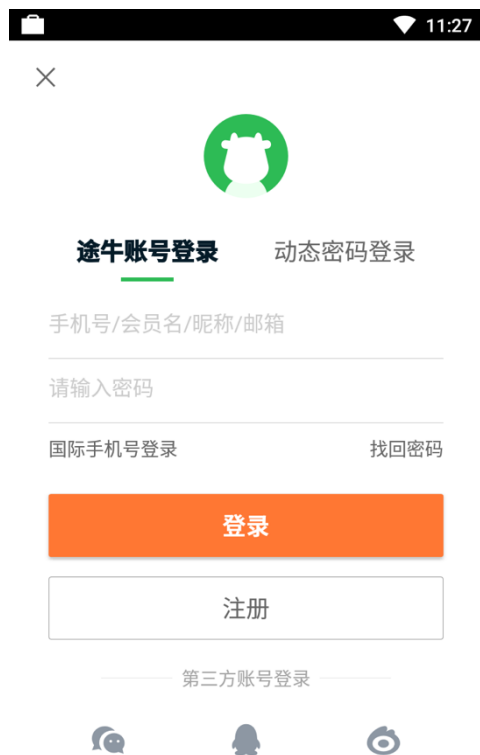 11:27
途牛账号登录 动态密码登录
手机号/会员名/昵称/邮箱
请输入密码
国际手机号登录 找回密码
登录
注册
第三方账号登录